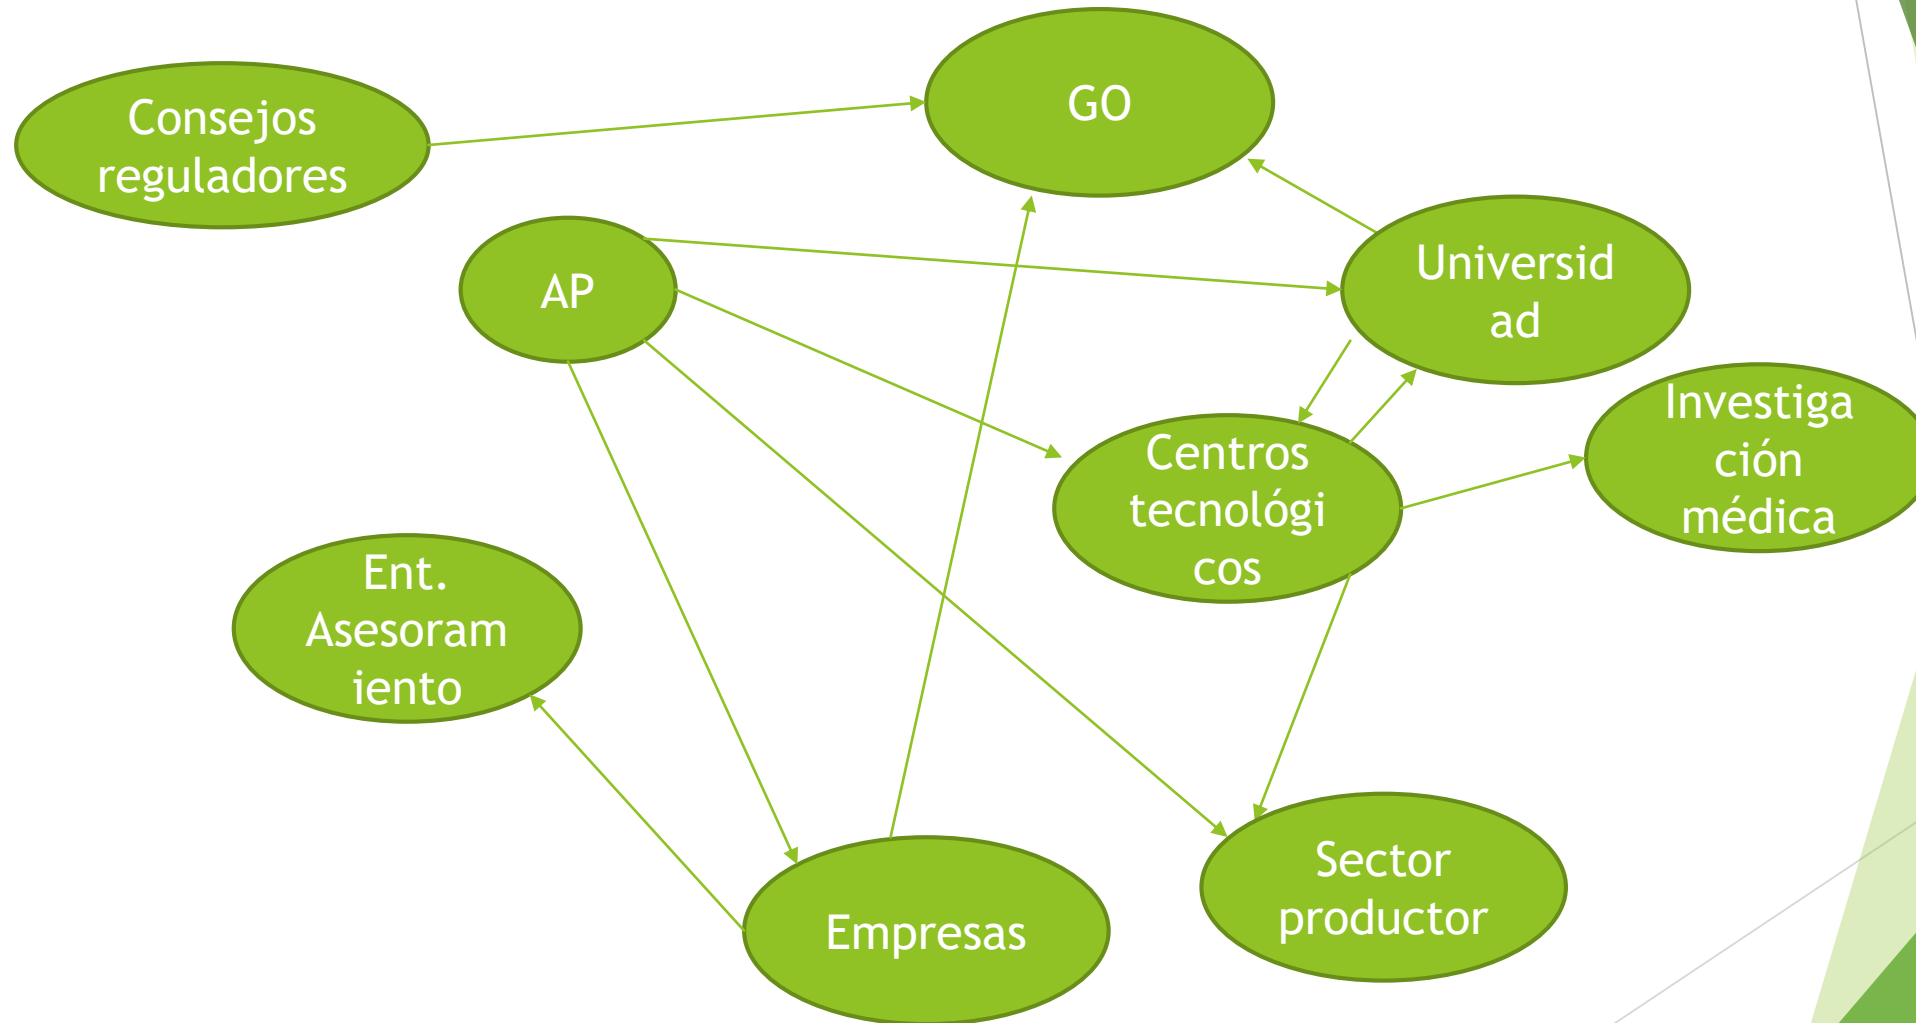 Consejos
reguladores
GO
AP
Universid
ad
Investiga
ción
médica
Centros
tecnológi
cos
Ent.
Asesoram
iento
Sector
productor
Empresas